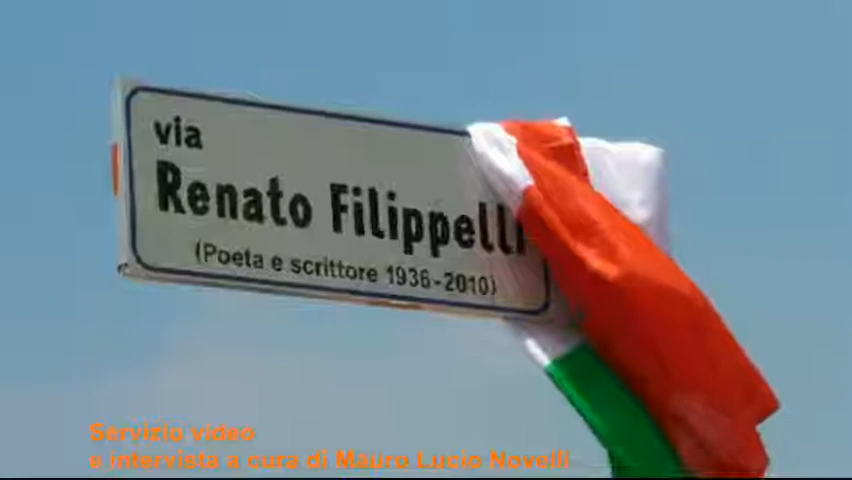 via
Renato Filippelli
(Poeta e scrittore 1936-2010)
Servizio video
e intervista a cura di Mauro Lucio Novelli